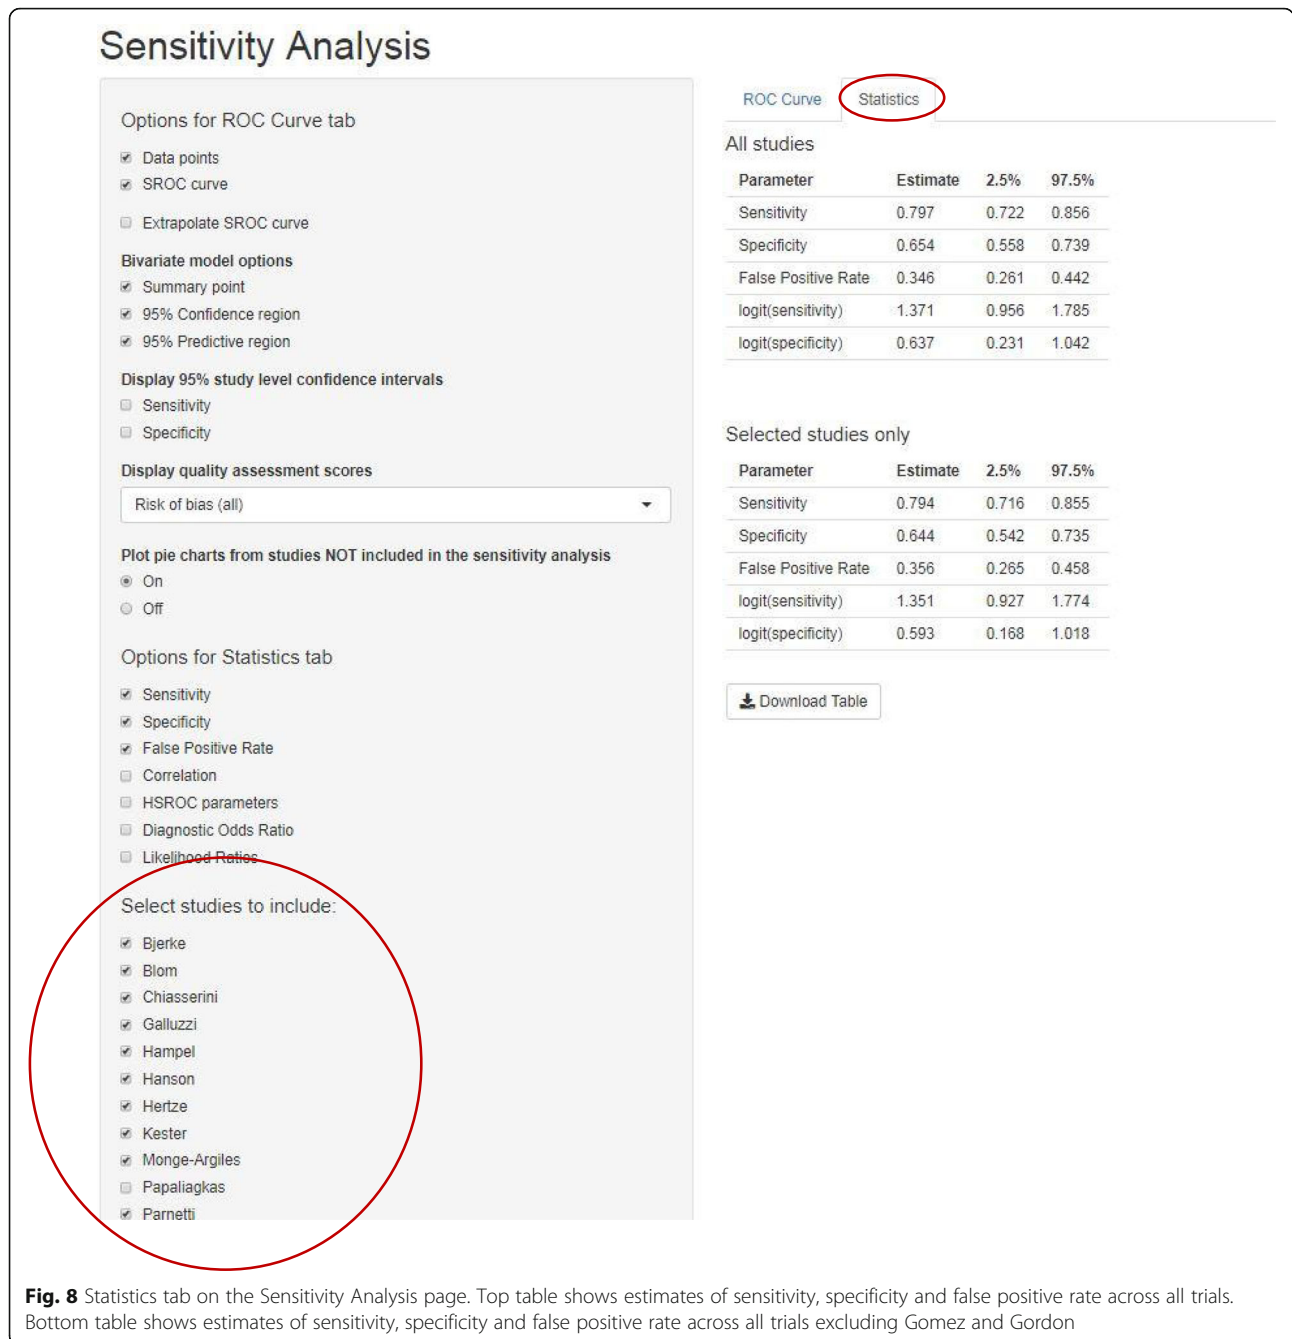 Sensitivity Analysis
Options for ROC Curve tab
Data points
SROC curve
Extrapolate SROC curve
Bivariate model options
Summary point
95% Confidence region
95% Predictive region
Display 95% study level confidence intervals
Sensitivity
Specificity
Display quality assessment scores
Risk of bias (all)
Plot pie charts from studies NOT included in the sensitivity analysis
On
Off
Options for Statistics tab
Sensitivity
Specificity
False Positive Rate
Correlation
HSROC parameters
Diagnostic Odds Ratio
Likelihood Ratios
Select studies to include:
Bjerke
Blom
Chiasserini
Galluzzi
Hampel
Hanson
Hertze
Kester
Monge-Argiles
Papaliagkas
Parnetti
ROC Curve Statistics
All studies
Parameter Estimate 2.5% 97.5%
Sensitivity 0.797 0.722 0.856
Specificity 0.654 0.558 0.739
False Positive Rate 0.346 0.261 0.442
logit(sensitivity) 1.371 0.956 1.785
logit(specificity) 0.637 0.231 1.042
Selected studies only
Parameter Estimate 2.5% 97.5%
Sensitivity 0.794 0.716 0.855
Specificity 0.644 0.542 0.735
False Positive Rate 0.356 0.265 0.458
logit(sensitivity) 1.351 0.927 1.774
logit(specificity) 0.593 0.168 1.018
Download Table
Fig. 8 Statistics tab on the Sensitivity Analysis page. Top table shows estimates of sensitivity, specificity and false positive rate across all trials.
Bottom table shows estimates of sensitivity, specificity and false positive rate across all trials excluding Gomez and Gordon